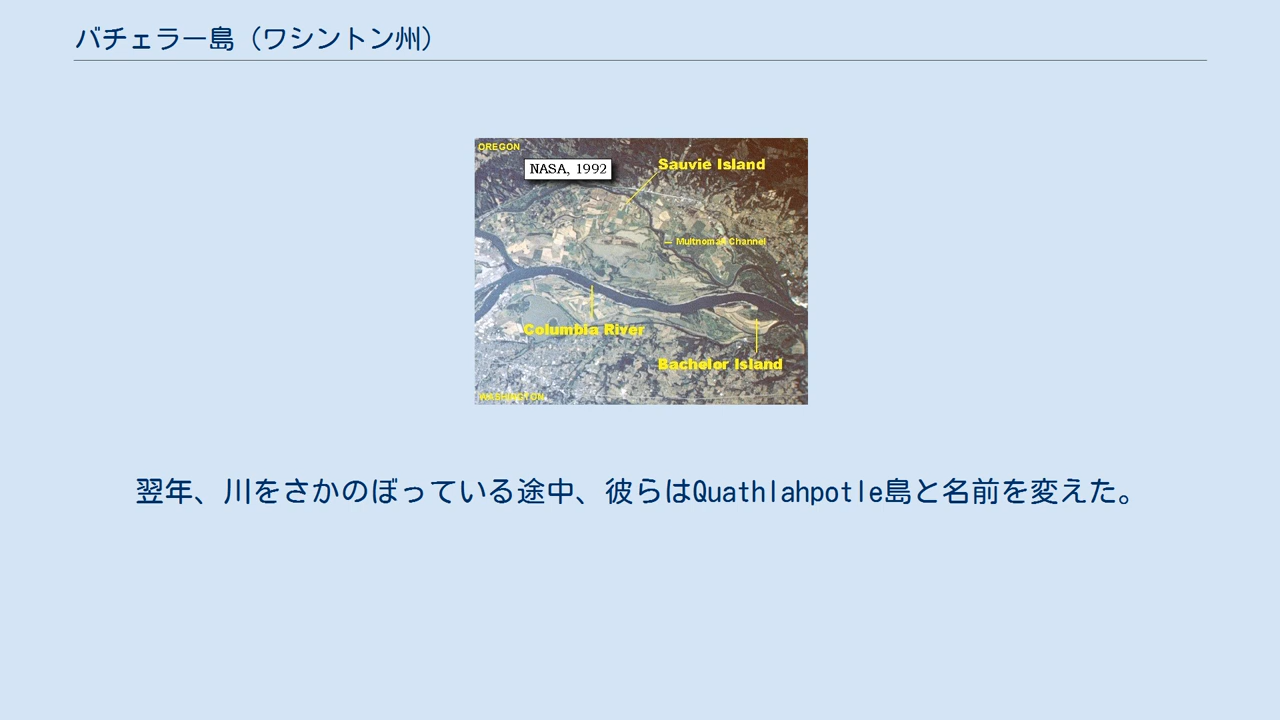 バチェラー島（ワシントン州）
OREGON
NASA, 1992
Sauvie Island
Multnomah Channel
Columbia River
Bachelor Island
WASHINGTON
翌年、川をさかのぼっている途中、彼らはQuathlahpotle島と名前を変えた。